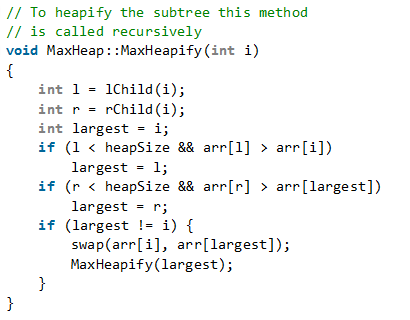 // To heapify the subtree this method
// is called recursively
void MaxHeap::MaxHeapify(int i)
{
    int l = lChild(i);
    int r = rChild(i);
    int largest = i;
    if (l < heapSize && arr[l] > arr[i])
        largest = l;
    if (r < heapSize && arr[r] > arr[largest])
        largest = r;
    if (largest != i) {
        swap(arr[i], arr[largest]);
        MaxHeapify(largest);
    }
}